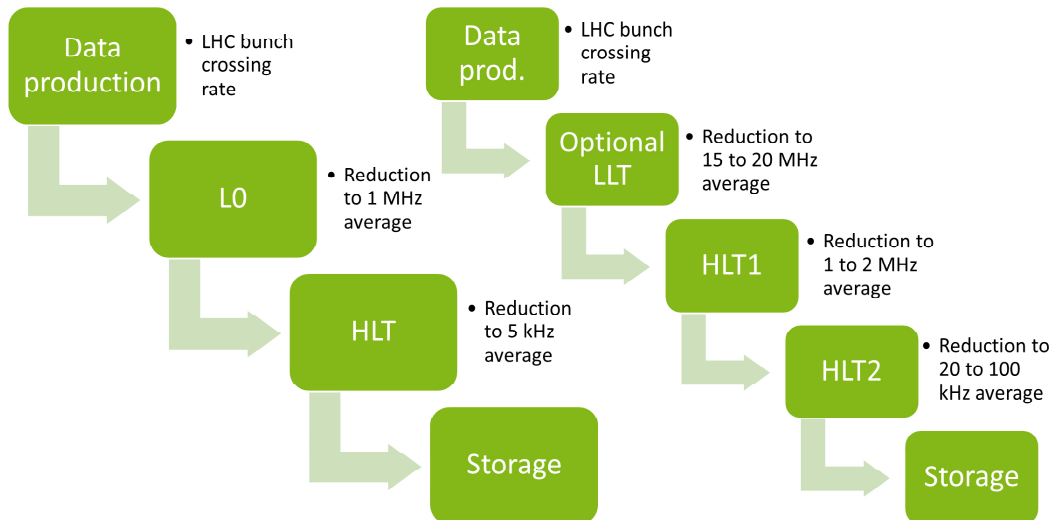 Data
production
• LHC bunch
crossing
rate
L0
• Reduction
to 1 MHz
average
HLT
• Reduction
to 5 kHz
average
Storage
Data
prod.
• LHC bunch
crossing
rate
Optional
LLT
• Reduction to
15 to 20 MHz
average
HLT1
• Reduction to
1 to 2 MHz
average
HLT2
• Reduction to
20 to 100
kHz average
Storage